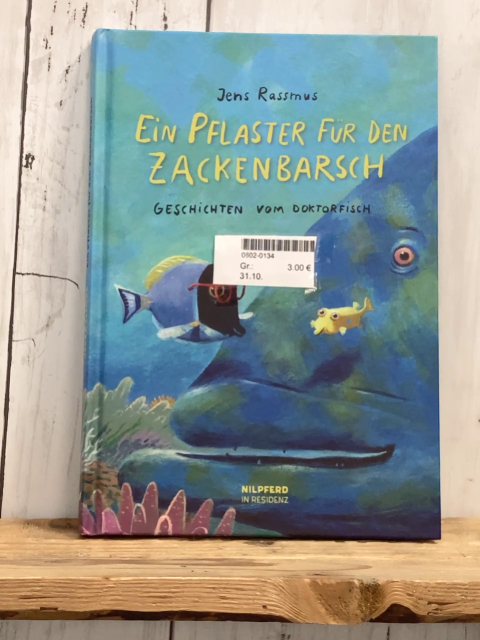 Jens Rassmus
EIN PFLASTER FÜR DEN
ZACKENBARSCH
GESCHICHTEN VOM DOKTORFISCH
0902-0134
Gr.: 3.00 €
31.10.
NILPFERD
IN RESIDENZ